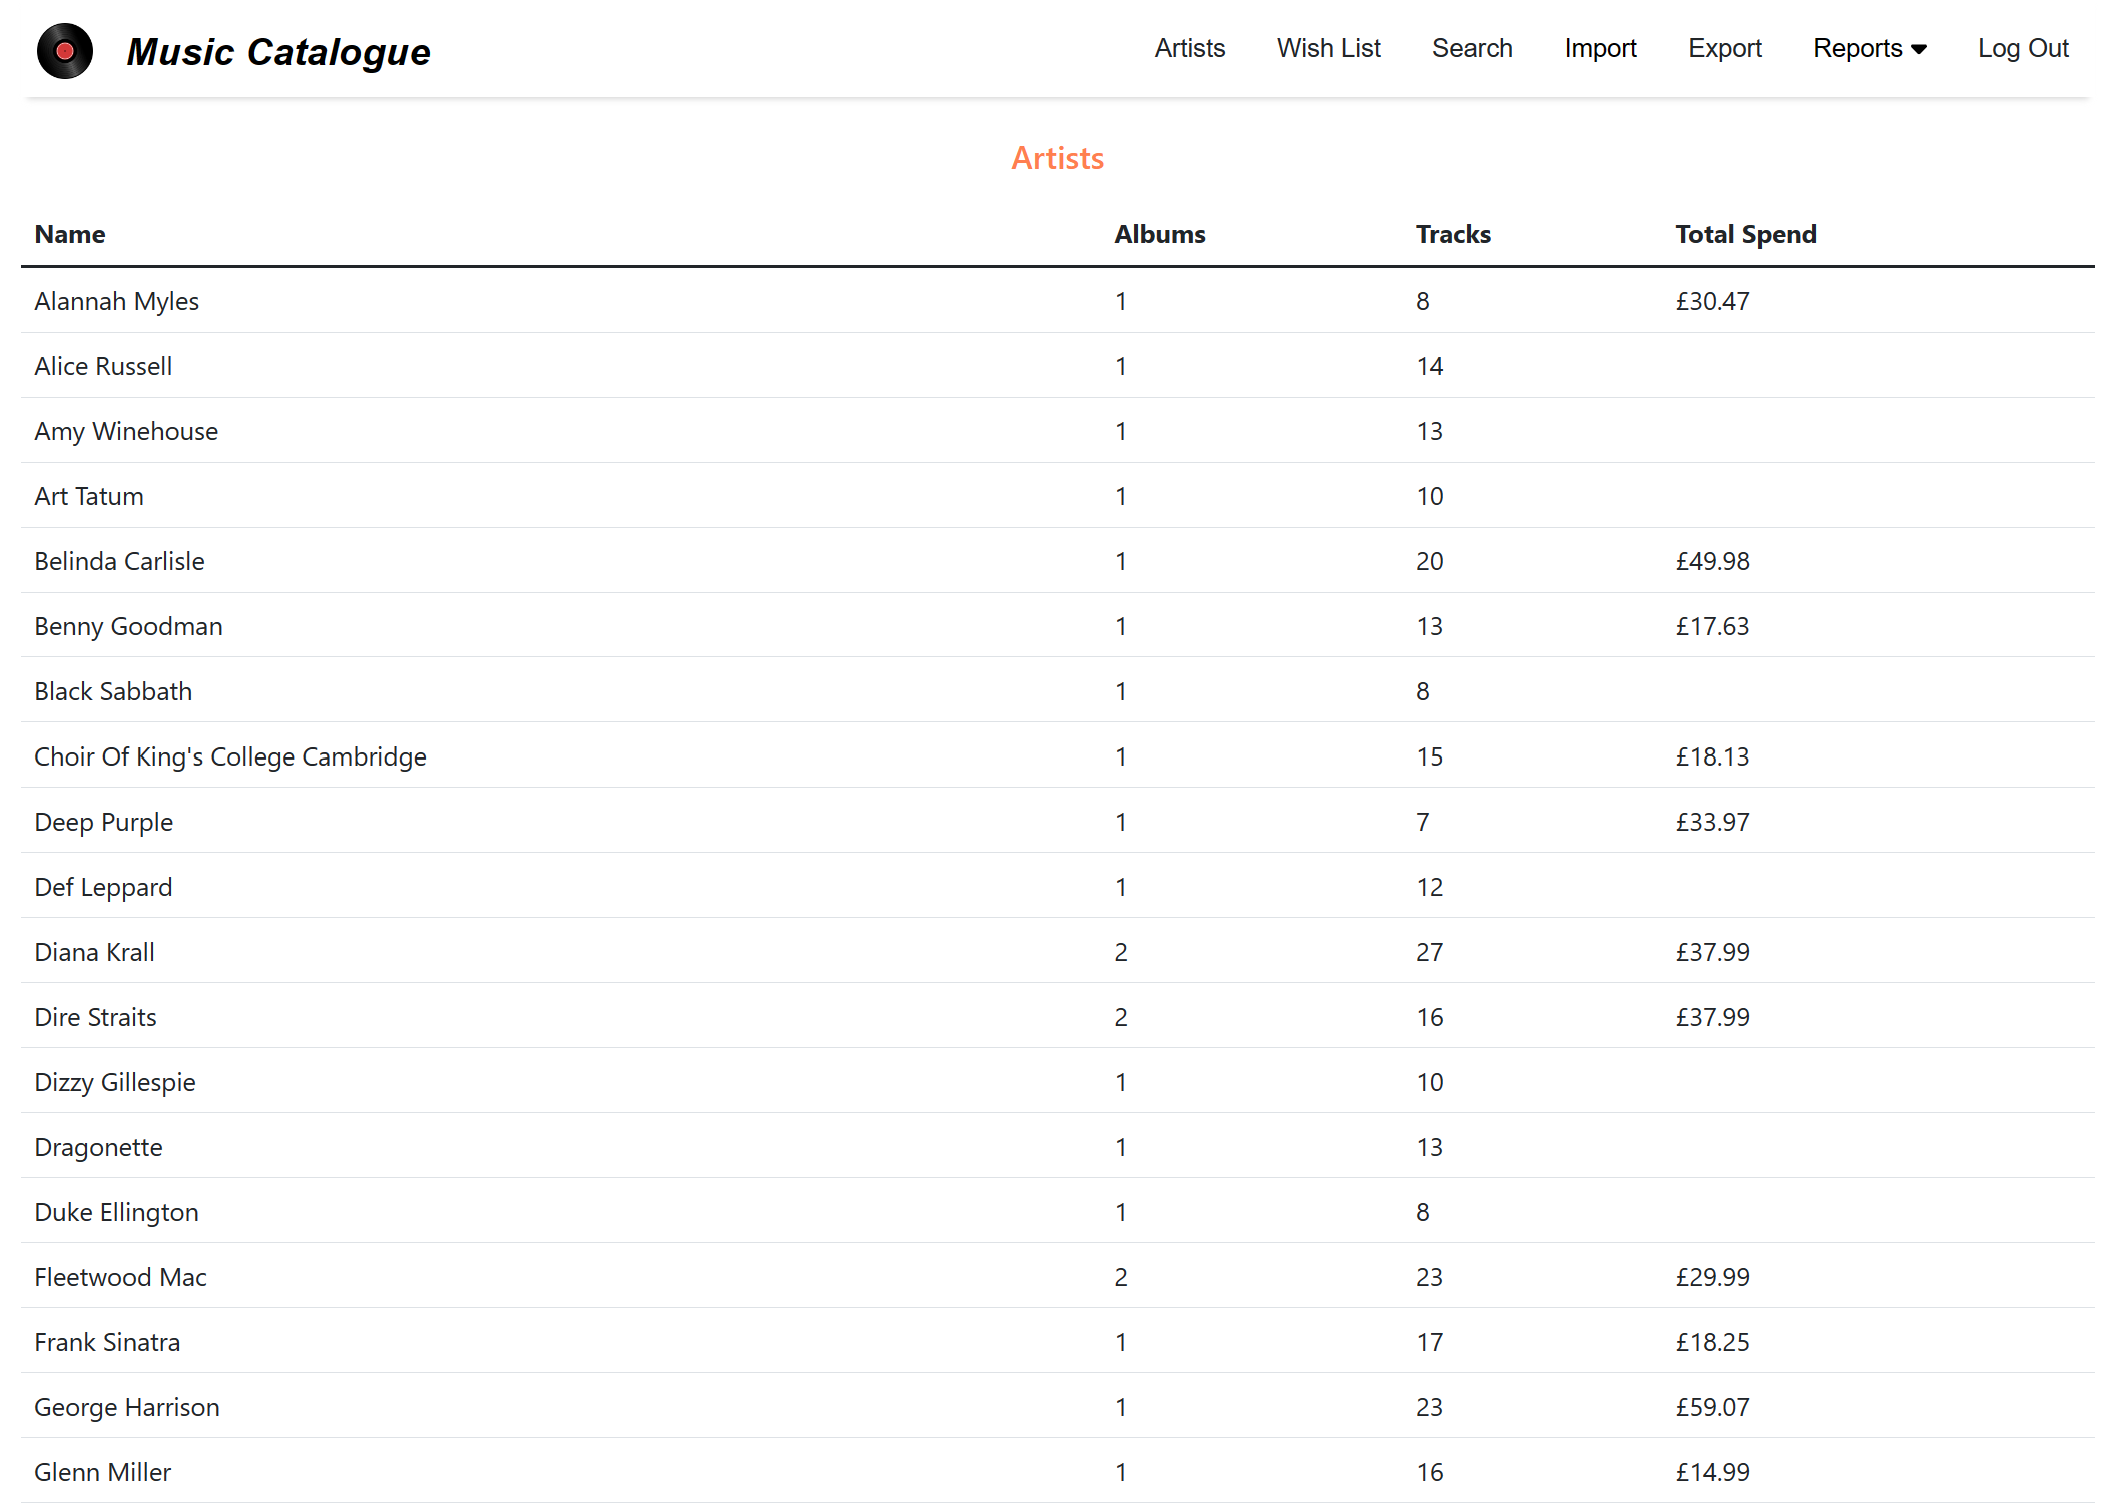 Music Catalogue Artists Wish List Search Import Export Reports Log Out
Artists
Name Albums Tracks Total Spend
Alannah Myles 1 8 £30.47
Alice Russell 1 14
Amy Winehouse 1 13
Art Tatum 1 10
Belinda Carlisle 1 20 £49.98
Benny Goodman 1 13 £17.63
Black Sabbath 1 8
Choir Of King's College Cambridge 1 15 £18.13
Deep Purple 1 7 £33.97
Def Leppard 1 12
Diana Krall 2 27 £37.99
Dire Straits 2 16 £37.99
Dizzy Gillespie 1 10
Dragonette 1 13
Duke Ellington 1 8
Fleetwood Mac 2 23 £29.99
Frank Sinatra 1 17 £18.25
George Harrison 1 23 £59.07
Glenn Miller 1 16 £14.99